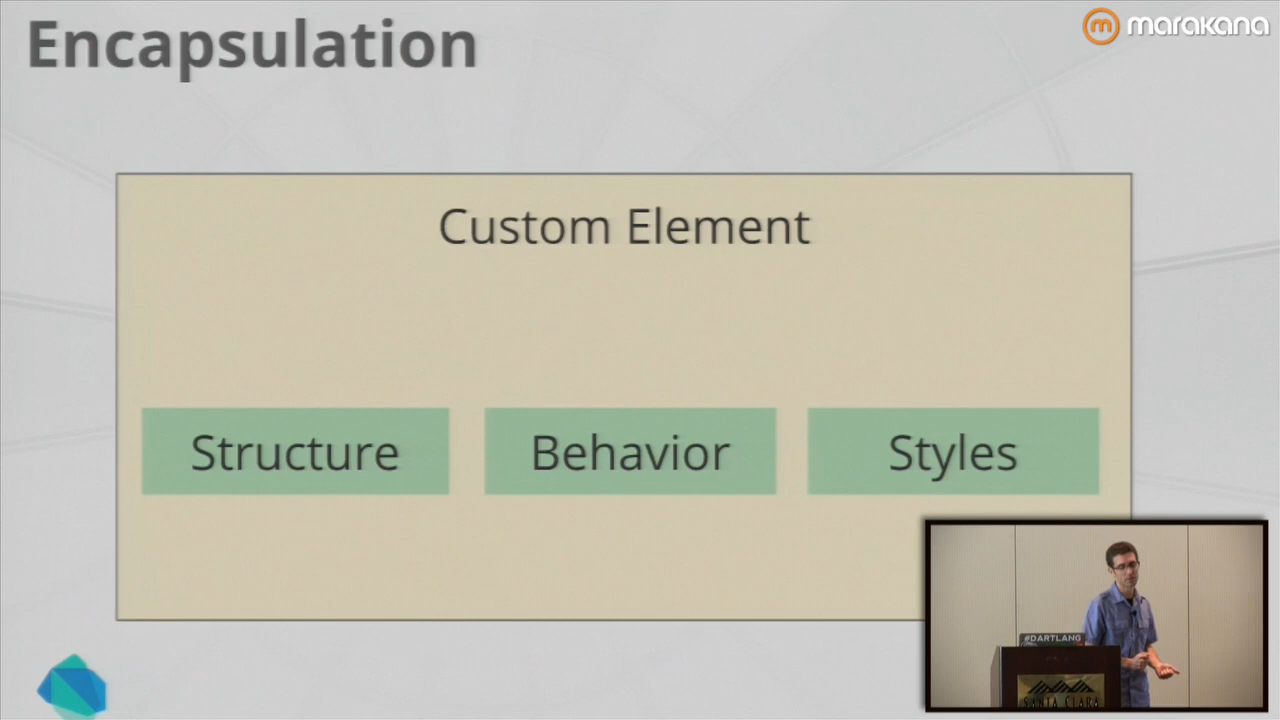 Encapsulation
marakana
Custom Element
Structure
Behavior
Styles
#DARTLANG
SANTA CLARA